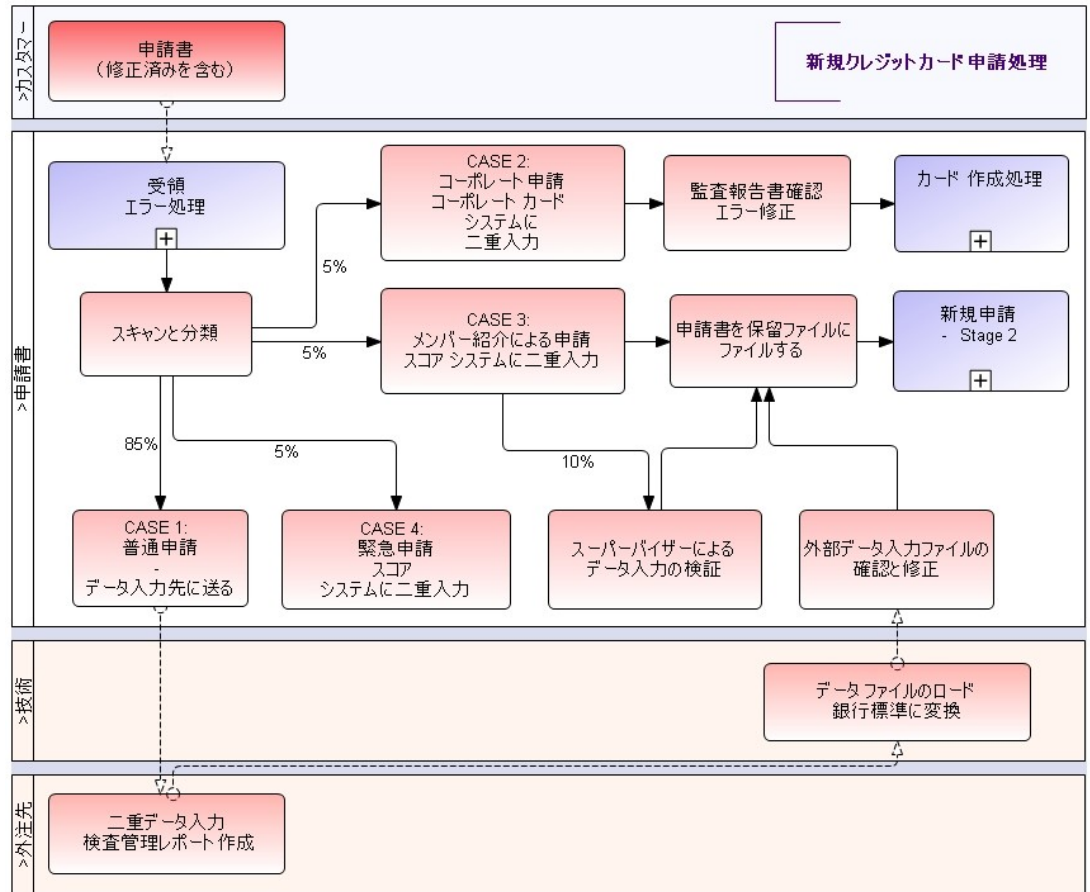 >カスタマー
申請書
（修正済みを含む）
新規クレジットカード 申請処理
>申請書
受領
エラー処理
CASE 2:
コーポレート 申請
コーポレート カード
システムに
二重入力
監査報告書確認
エラー修正
カード 作成処理
5%
スキャンと分類
5%
CASE 3:
メンバー紹介による申請
スコア システムに二重入力
申請書を保留ファイルに
ファイルする
新規申請
- Stage 2
85%
5%
10%
CASE 1:
普通申請
-
データ入力先に送る
CASE 4:
緊急申請
スコア
システムに二重入力
スーパーバイザーによる
データ入力の検証
外部データ入力ファイルの
確認と修正
>技術
データ ファイルのロード
銀行標準に変換
>外注先
二重データ入力
検査管理レポート 作成